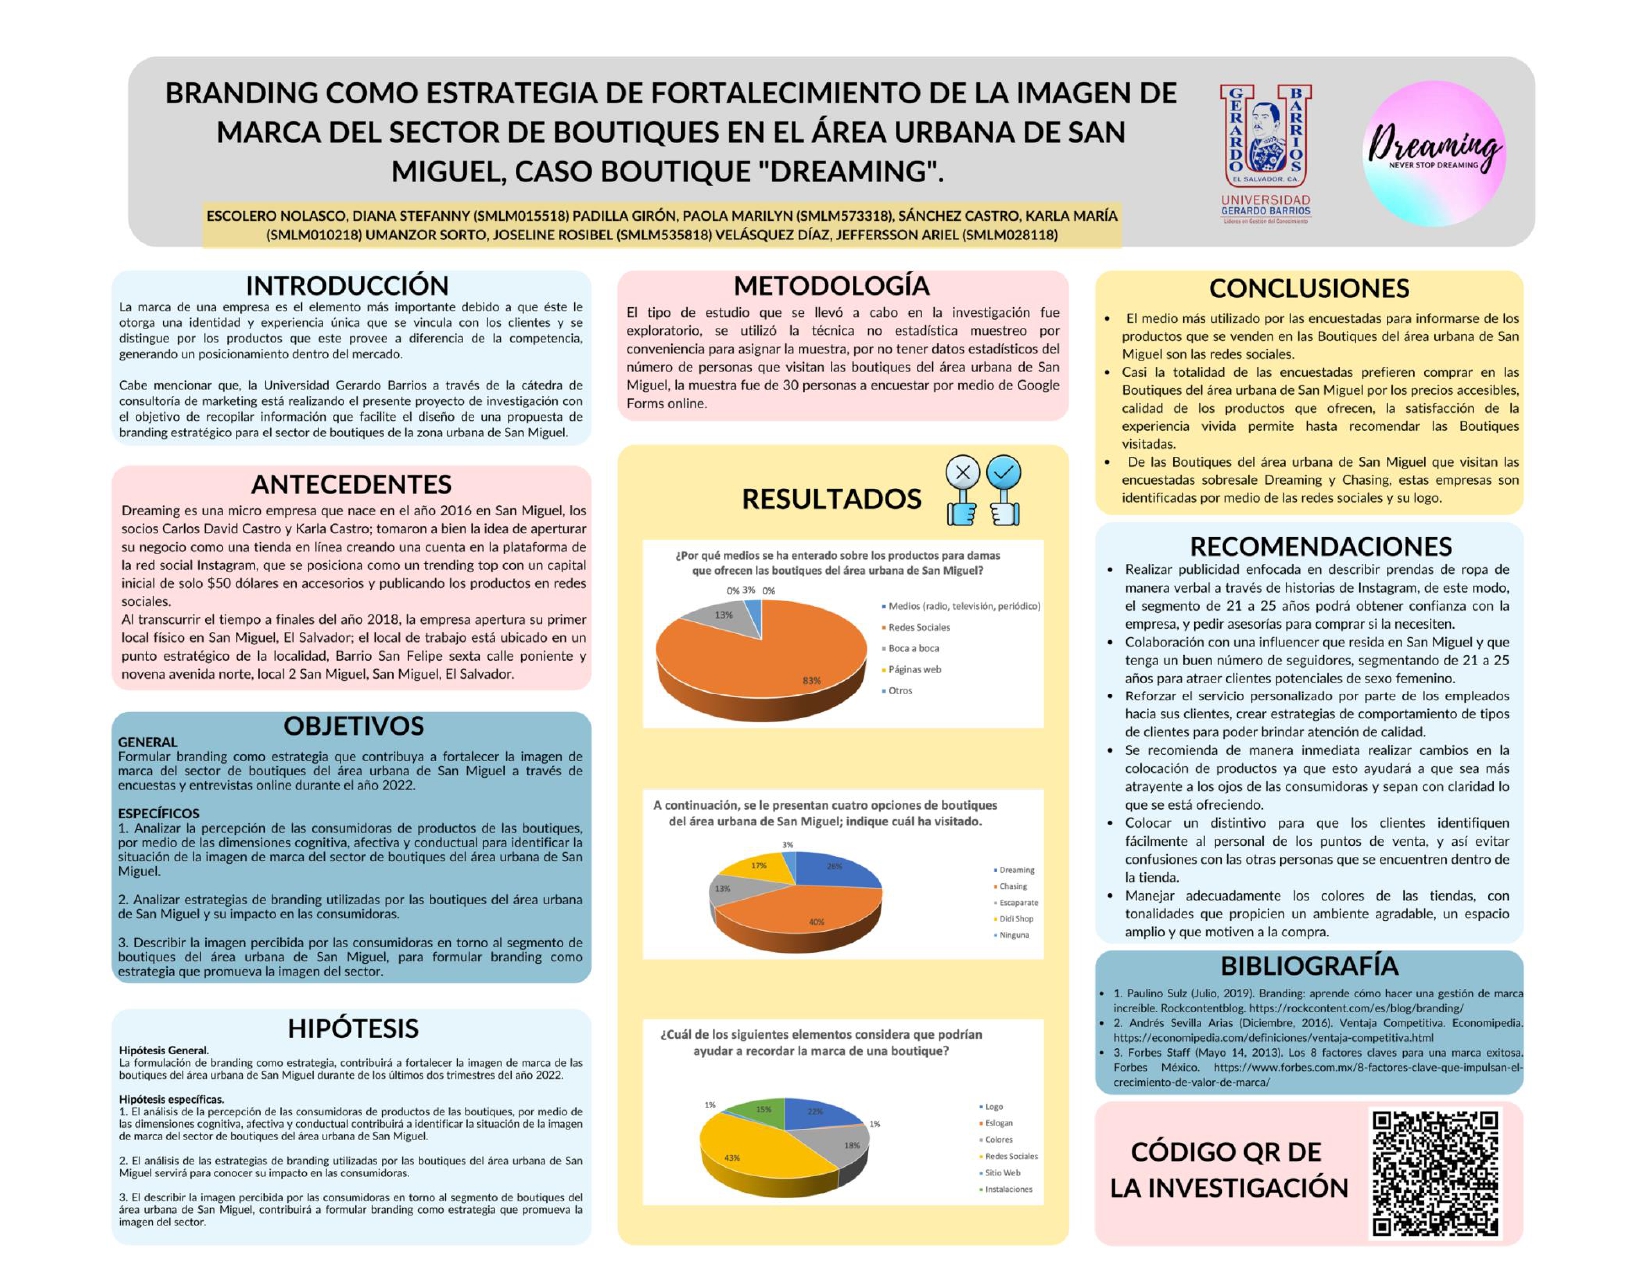 BRANDING COMO ESTRATEGIA DE FORTALECIMIENTO DE LA IMAGEN DE
MARCA DEL SECTOR DE BOUTIQUES EN EL ÁREA URBANA DE SAN
MIGUEL, CASO BOUTIQUE "DREAMING".
ESCOLERO NOLASCO, DIANA STEFANNY (SMLM015518) PADILLA GIRÓN, PAOLA MARILYN (SMLM573318), SÁNCHEZ CASTRO, KARLA MARÍA
(SMLM010218) UMANZOR SORTO, JOSELINE ROSIBEL (SMLM535818) VELÁSQUEZ DÍAZ, JEFFERSSON ARIEL (SMLM028118)
GERARDO BARRIOS
EL SALVADOR, CA.
UNIVERSIDAD
GERARDO BARRIOS
Líderes en Gestión del Conocimiento
Dreaming
NEVER STOP DREAMING
INTRODUCCIÓN
La marca de una empresa es el elemento más importante debido a que éste le
otorga una identidad y experiencia única que se vincula con los clientes y se
distingue por los productos que este provee a diferencia de la competencia,
generando un posicionamiento dentro del mercado.
Cabe mencionar que, la Universidad Gerardo Barrios a través de la cátedra de
consultoría de marketing está realizando el presente proyecto de investigación con
el objetivo de recopilar información que facilite el diseño de una propuesta de
branding estratégico para el sector de boutiques de la zona urbana de San Miguel.
ANTECEDENTES
Dreaming es una micro empresa que nace en el año 2016 en San Miguel, los
socios Carlos David Castro y Karla Castro; tomaron a bien la idea de aperturar
su negocio como una tienda en línea creando una cuenta en la plataforma de
la red social Instagram, que se posiciona como un trending top con un capital
inicial de solo $50 dólares en accesorios y publicando los productos en redes
sociales.
Al transcurrir el tiempo a finales del año 2018, la empresa apertura su primer
local físico en San Miguel, El Salvador; el local de trabajo está ubicado en un
punto estratégico de la localidad, Barrio San Felipe sexta calle poniente y
novena avenida norte, local 2 San Miguel, San Miguel, El Salvador.
OBJETIVOS
GENERAL
Formular branding como estrategia que contribuya a fortalecer la imagen de
marca del sector de boutiques del área urbana de San Miguel a través de
encuestas y entrevistas online durante el año 2022.
ESPECÍFICOS
1. Analizar la percepción de las consumidoras de productos de las boutiques,
por medio de las dimensiones cognitiva, afectiva y conductual para identificar la
situación de la imagen de marca del sector de boutiques del área urbana de San
Miguel.
2. Analizar estrategias de branding utilizadas por las boutiques del área urbana
de San Miguel y su impacto en las consumidoras.
3. Describir la imagen percibida por las consumidoras en torno al segmento de
boutiques del área urbana de San Miguel, para formular branding como
estrategia que promueva la imagen del sector.
HIPÓTESIS
Hipótesis General.
La formulación de branding como estrategia, contribuirá a fortalecer la imagen de marca de las
boutiques del área urbana de San Miguel durante de los últimos dos trimestres del año 2022.
Hipótesis específicas.
1. El análisis de la percepción de las consumidoras de productos de las boutiques, por medio de
las dimensiones cognitiva, afectiva y conductual contribuirá a identificar la situación de la imagen
de marca del sector de boutiques del área urbana de San Miguel.
2. El análisis de las estrategias de branding utilizadas por las boutiques del área urbana de San
Miguel servirá para conocer su impacto en las consumidoras.
3. El describir la imagen percibida por las consumidoras en torno al segmento de boutiques del
área urbana de San Miguel, contribuirá a formular branding como estrategia que promueva la
imagen del sector.
METODOLOGÍA
El tipo de estudio que se llevó a cabo en la investigación fue
exploratorio, se utilizó la técnica no estadística muestreo por
conveniencia para asignar la muestra, por no tener datos estadísticos del
número de personas que visitan las boutiques del área urbana de San
Miguel, la muestra fue de 30 personas a encuestar por medio de Google
Forms online.
RESULTADOS
¿Por qué medios se ha enterado sobre los productos para damas
que ofrecen las boutiques del área urbana de San Miguel?
0% 3% 0%
13%
83%
Medios (radio, televisión, periódico)
Redes Sociales
Boca a boca
Páginas web
Otros
A continuación, se le presentan cuatro opciones de boutiques
del área urbana de San Miguel; indique cuál ha visitado.
3%
17%
26%
13%
40%
Dreaming
Chasing
Escaparate
Didi Shop
Ninguna
¿Cuál de los siguientes elementos considera que podrían
ayudar a recordar la marca de una boutique?
1%
15%
22%
1%
18%
43%
Logo
Eslogan
Colores
Redes Sociales
Sitio Web
Instalaciones
CONCLUSIONES
• El medio más utilizado por las encuestadas para informarse de los
productos que se venden en las Boutiques del área urbana de San
Miguel son las redes sociales.
• Casi la totalidad de las encuestadas prefieren comprar en las
Boutiques del área urbana de San Miguel por los precios accesibles,
calidad de los productos que ofrecen, la satisfacción de la
experiencia vivida permite hasta recomendar las Boutiques
visitadas.
• De las Boutiques del área urbana de San Miguel que visitan las
encuestadas sobresale Dreaming y Chasing, estas empresas son
identificadas por medio de las redes sociales y su logo.
RECOMENDACIONES
• Realizar publicidad enfocada en describir prendas de ropa de
manera verbal a través de historias de Instagram, de este modo,
el segmento de 21 a 25 años podrá obtener confianza con la
empresa, y pedir asesorías para comprar si la necesiten.
• Colaboración con una influencer que resida en San Miguel y que
tenga un buen número de seguidores, segmentando de 21 a 25
años para atraer clientes potenciales de sexo femenino.
• Reforzar el servicio personalizado por parte de los empleados
hacia sus clientes, crear estrategias de comportamiento de tipos
de clientes para poder brindar atención de calidad.
• Se recomienda de manera inmediata realizar cambios en la
colocación de productos ya que esto ayudará a que sea más
atrayente a los ojos de las consumidoras y sepan con claridad lo
que se está ofreciendo.
• Colocar un distintivo para que los clientes identifiquen
fácilmente al personal de los puntos de venta, y así evitar
confusiones con las otras personas que se encuentren dentro de
la tienda.
• Manejar adecuadamente los colores de las tiendas, con
tonalidades que propicien un ambiente agradable, un espacio
amplio y que motiven a la compra.
BIBLIOGRAFÍA
• 1. Paulino Sulz (Julio, 2019). Branding: aprende cómo hacer una gestión de marca
increíble. Rockcontentblog. https://rockcontent.com/es/blog/branding/
• 2. Andrés Sevilla Arias (Diciembre, 2016). Ventaja Competitiva. Economipedia.
https://economipedia.com/definiciones/ventaja-competitiva.html
• 3. Forbes Staff (Mayo 14, 2013). Los 8 factores claves para una marca exitosa.
Forbes México. https://www.forbes.com.mx/8-factores-clave-que-impulsan-el-
crecimiento-de-valor-de-marca/
CÓDIGO QR DE
LA INVESTIGACIÓN